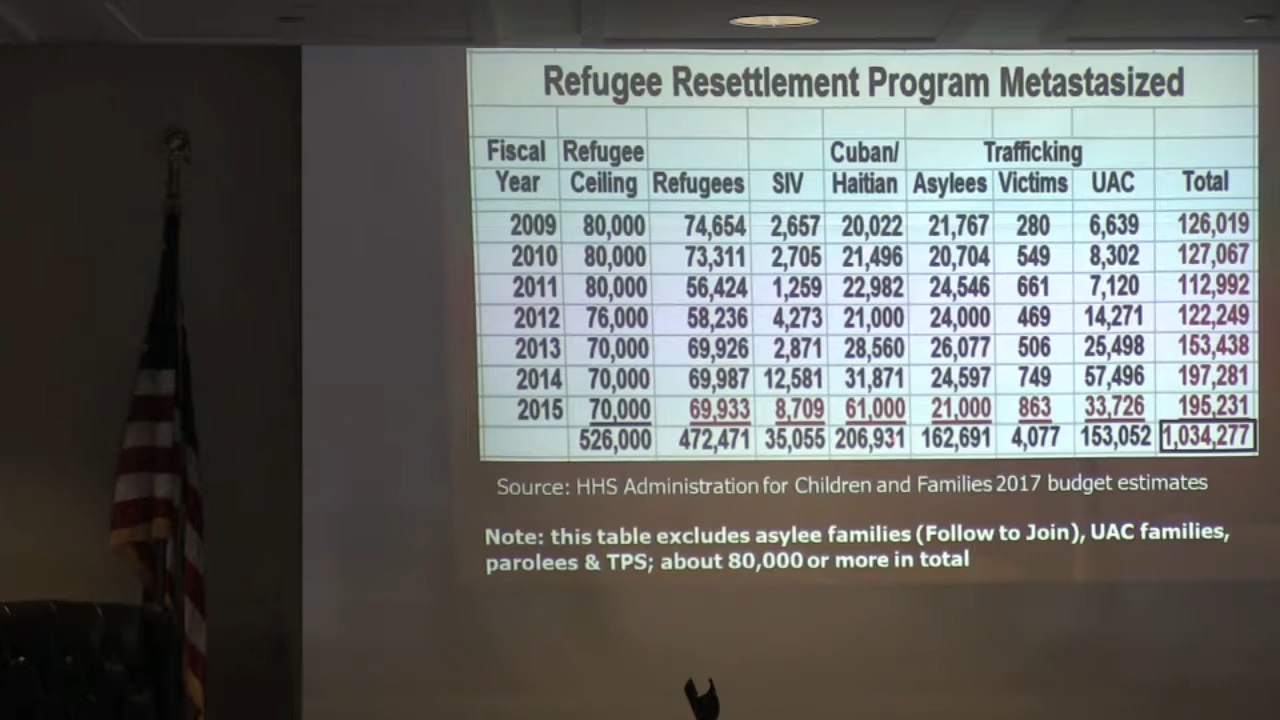 Refugee Resettlement Program Metastasized
Fiscal Refugee Cuban/ Trafficking
Year Ceiling Refugees SIV Haitian Asylees Victims UAC Total
2009 80,000 74,654 2,657 20,022 21,767 280 6,639 126,019
2010 80,000 73,311 2,705 21,496 20,704 549 8,302 127,067
2011 80,000 56,424 1,259 22,982 24,546 661 7,120 112,992
2012 76,000 58,236 4,273 21,000 24,000 469 14,271 122,249
2013 70,000 69,926 2,871 28,560 26,077 506 25,498 153,438
2014 70,000 69,987 12,581 31,871 24,597 749 57,496 197,281
2015 70,000 69,933 8,709 61,000 21,000 863 33,726 195,231
526,000 472,471 35,055 206,931 162,691 4,077 153,052 1,034,277
Source: HHS Administration for Children and Families 2017 budget estimates
Note: this table excludes asylee families (Follow to Join), UAC families,
parolees & TPS; about 80,000 or more in total